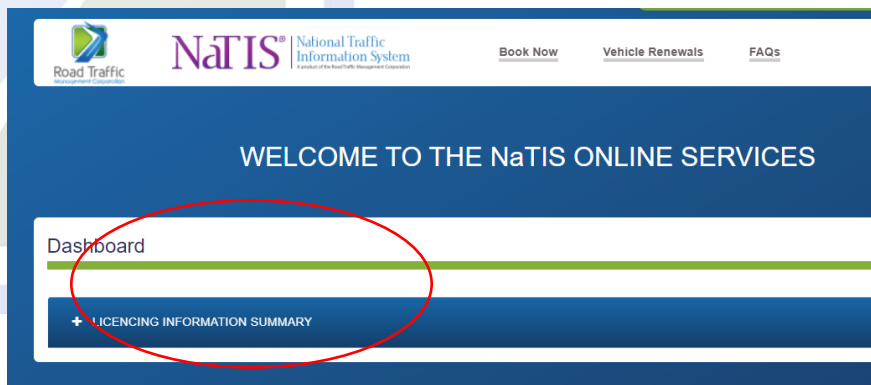 Road Traffic
Management Corporation
NaTIS®
National Traffic
Information System
A product of the Road Traffic Management Corporation
Book Now
Vehicle Renewals
FAQs
WELCOME TO THE NaTIS ONLINE SERVICES
Dashboard
+ LICENCING INFORMATION SUMMARY